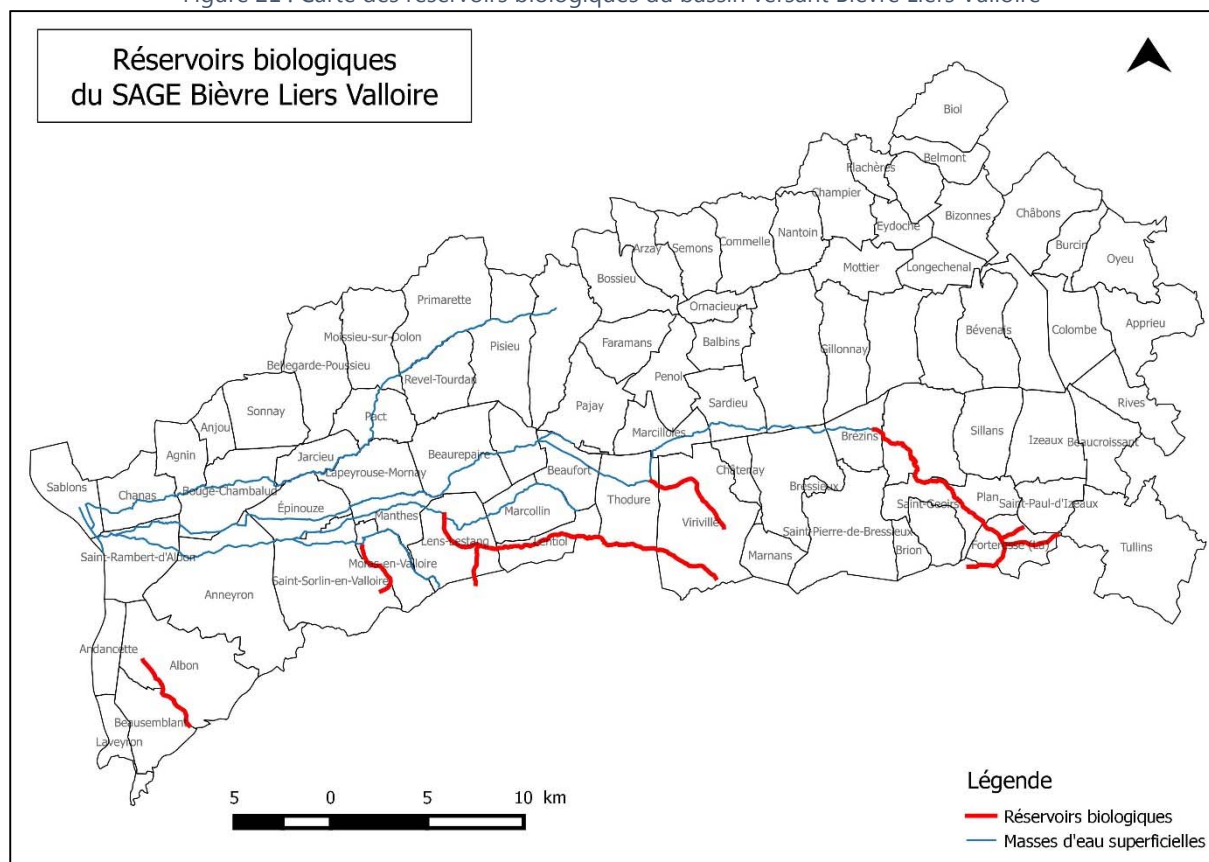 Figure 21 : Carte des réservoirs biologiques du bassin versant Bièvre Liers Valloire
Réservoirs biologiques
du SAGE Bièvre Liers Valloire
Biol
Belmont
Flachères
Champier
Bizonnes
Châbons
Eydoche
Burcin
Oyeu
Nantoin
Commelle
Semons
Arzay
Bossieu
Mottier
Longechenal
Primarette
Ornacieux
Apprieu
Moissieu-sur-Dolon
Pisieu
Faramans
Balbins
Gillonnay
Bévenais
Colombe
Bellegarde-Poussieu
Revel-Tourdan
Penol
Sonnay
Pact
Pajay
Sardieu
Rives
Anjou
Marcilloles
Brézins
Sillans
Izeaux
Beaucroissant
Agnin
Jarcieu
Lapeyrouse-Mornay
Beaurepaire
Beaufort
Châtenay
Sablons
Chanas
Bougé-Chambalud
Épinouze
Manthes
Marcollin
Thodure
Bressieux
Saint-Geoirs
Plan
Saint-Paul-d'Izeaux
Viriville
Saint-Pierre-de-Bressieux
Lens-Lestang
Lentiol
Marnans
Brion
Forteresse (La)
Tullins
Saint-Rambert-d'Albon
Moras-en-Valloire
Saint-Sorlin-en-Valloire
Anneyron
Andancette
Albon
Beausemblant
Laveyron
5 0 5 10 km
Légende
Réservoirs biologiques
Masses d'eau superficielles